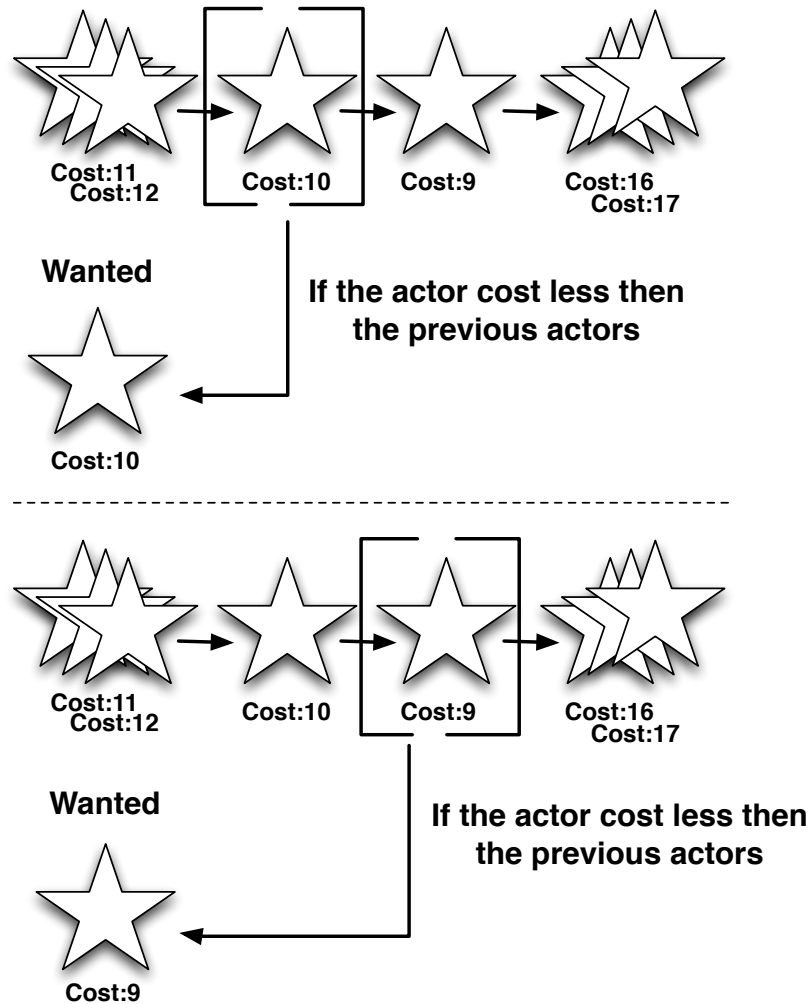 Cost:11
Cost:12
Cost:10
Cost:9
Cost:16
Cost:17
Wanted
If the actor cost less then
the previous actors
Cost:10
Cost:11
Cost:12
Cost:10
Cost:9
Cost:16
Cost:17
Wanted
If the actor cost less then
the previous actors
Cost:9